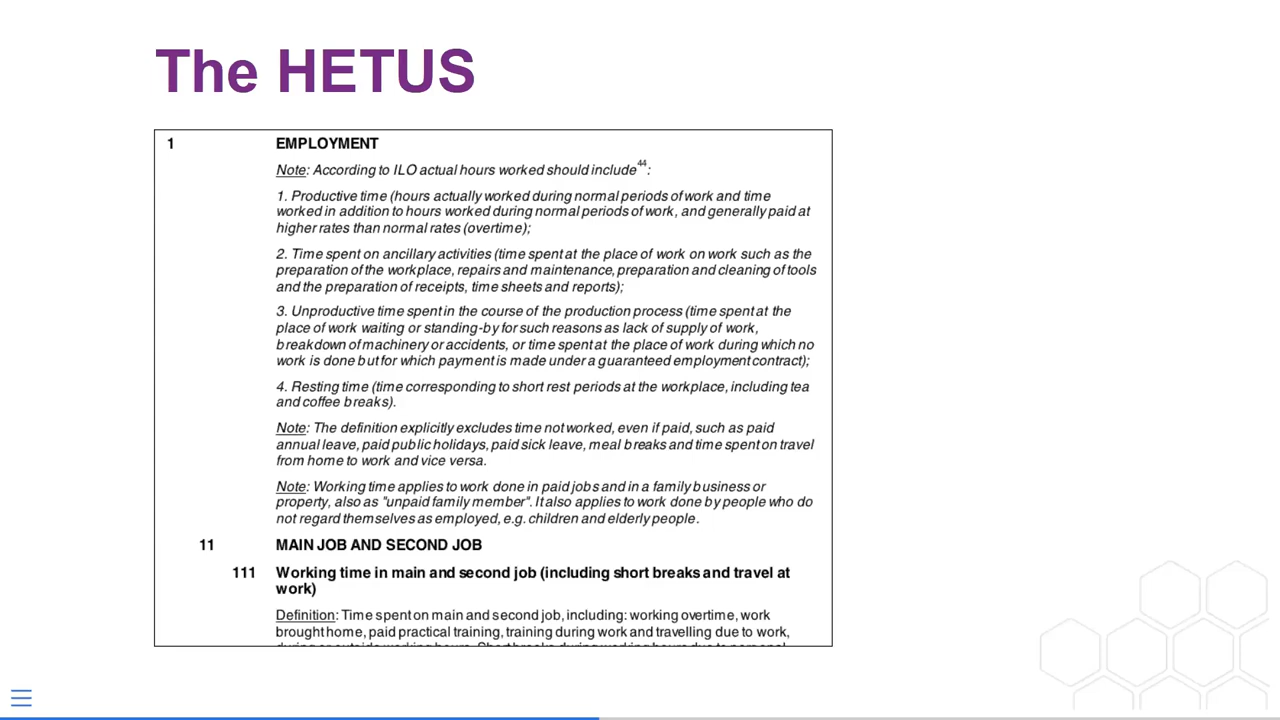 The HETUS
1 EMPLOYMENT
Note: According to ILO actual hours worked should include44:
1. Productive time (hours actually worked during normal periods of work and time
worked in addition to hours worked during normal periods of work, and generally paid at
higher rates than normal rates (overtime);
2. Time spent on ancillary activities (time spent at the place of work on work such as the
preparation of the workplace, repairs and maintenance, preparation and cleaning of tools
and the preparation of receipts, time sheets and reports);
3. Unproductive time spent in the course of the production process (time spent at the
place of work waiting or standing-by for such reasons as lack of supply of work,
breakdown of machinery or accidents, or time spent at the place of work during which no
work is done but for which payment is made under a guaranteed employment contract);
4. Resting time (time corresponding to short rest periods at the workplace, including tea
and coffee breaks).
Note: The definition explicitly excludes time not worked, even if paid, such as paid
annual leave, paid public holidays, paid sick leave, meal breaks and time spent on travel
from home to work and vice versa.
Note: Working time applies to work done in paid jobs and in a family business or
property, also as "unpaid family member". It also applies to work done by people who do
not regard themselves as employed, e.g. children and elderly people.
11 MAIN JOB AND SECOND JOB
111 Working time in main and second job (including short breaks and travel at
work)
Definition: Time spent on main and second job, including: working overtime, work
brought home, paid practical training, training during work and travelling due to work,